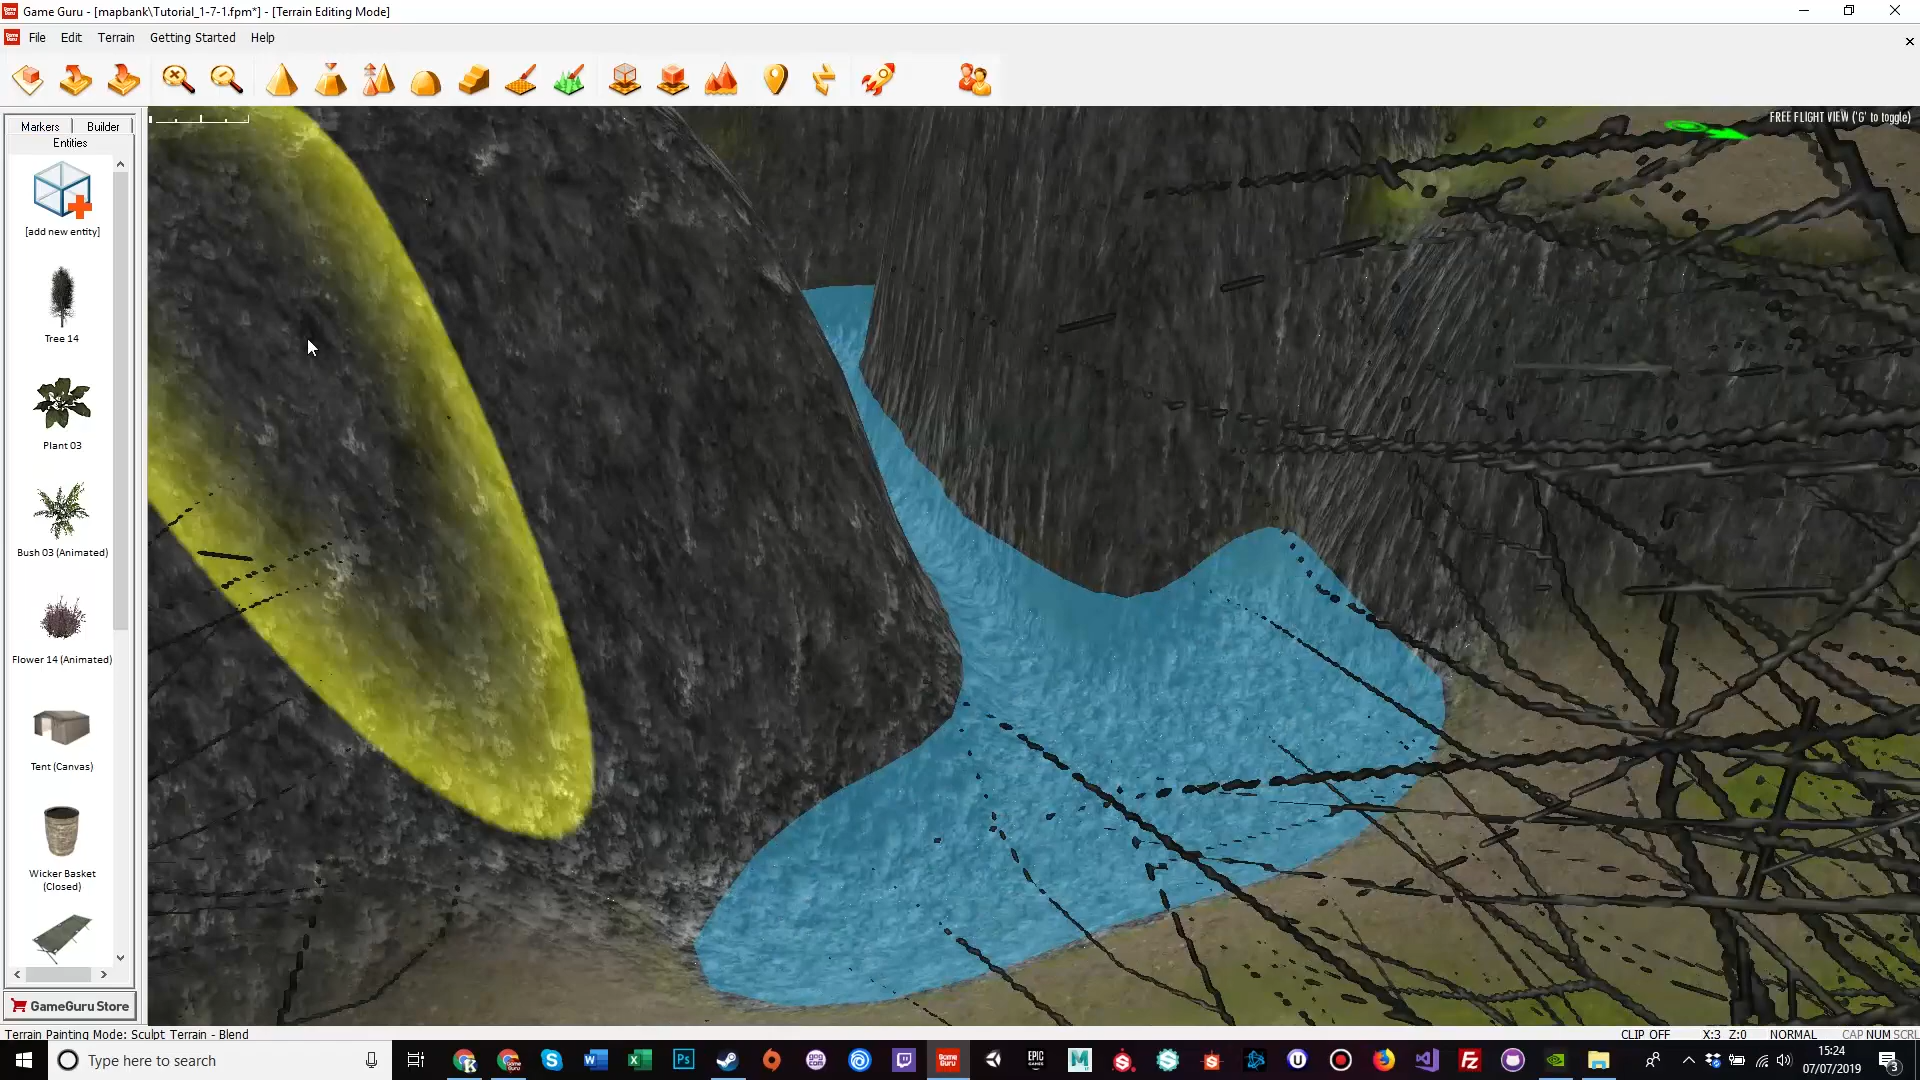 Game Guru - [mapbank\Tutorial_1-7-1.fpm*] - [Terrain Editing Mode]
File Edit Terrain Getting Started Help
Markers Builder
Entities
FREE FLIGHT VIEW ('G' to toggle)
[add new entity]
Tree 14
Plant 03
Bush 03 (Animated)
Flower 14 (Animated)
Tent (Canvas)
Wicker Basket
(Closed)
GameGuru Store
Terrain Painting Mode: Sculpt Terrain - Blend
CLIP OFF X:3 Z:0 NORMAL CAP NUM SCRL
Type here to search
15:24
07/07/2019
3